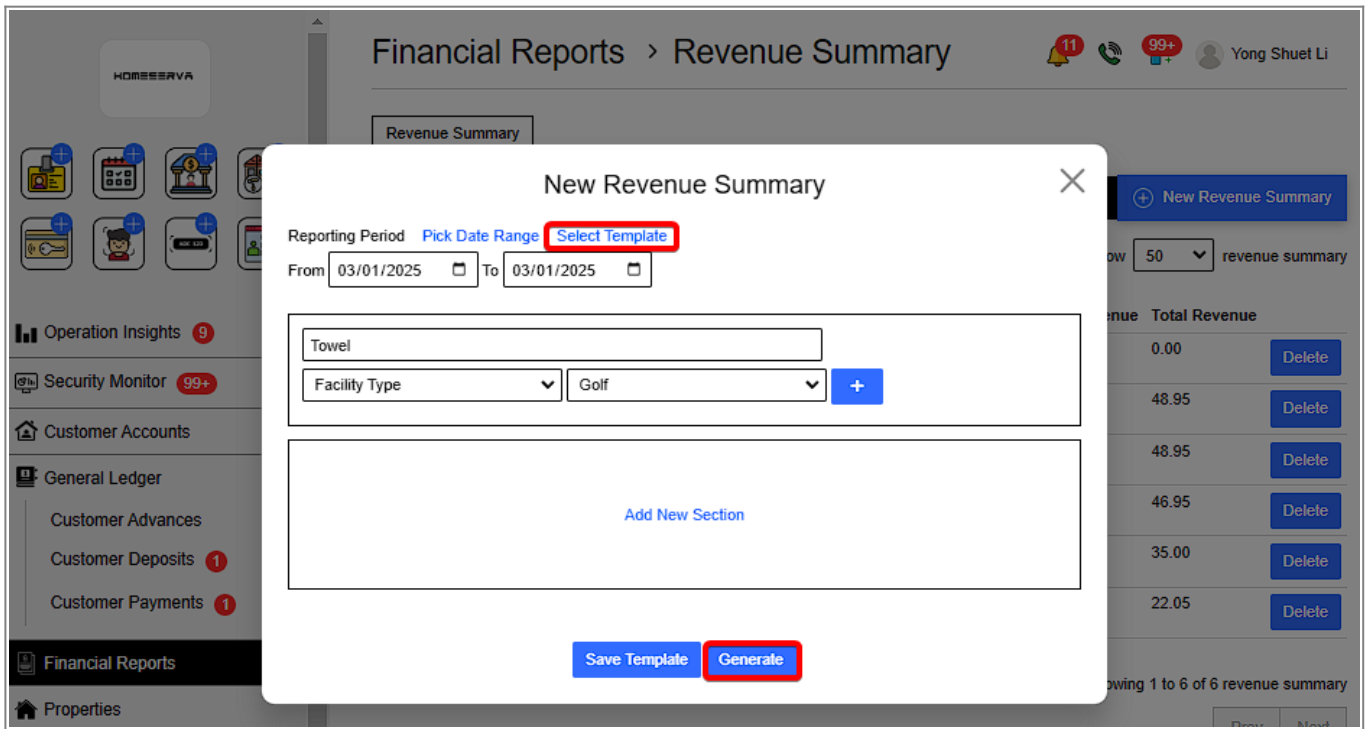 HOMESERVA
Financial Reports > Revenue Summary
11
99+
Yong Shuet Li
Revenue Summary
New Revenue Summary
New Revenue Summary
Reporting Period Pick Date Range Select Template
From 03/01/2025 To 03/01/2025
50 revenue summary
Total Revenue
Towel
Facility Type Golf +
Add New Section
Save Template Generate
0.00 Delete
48.95 Delete
48.95 Delete
46.95 Delete
35.00 Delete
22.05 Delete
Operation Insights 9
Security Monitor 99+
Customer Accounts
General Ledger
Customer Advances
Customer Deposits 1
Customer Payments 1
Financial Reports
Properties
owing 1 to 6 of 6 revenue summary
Prev Next